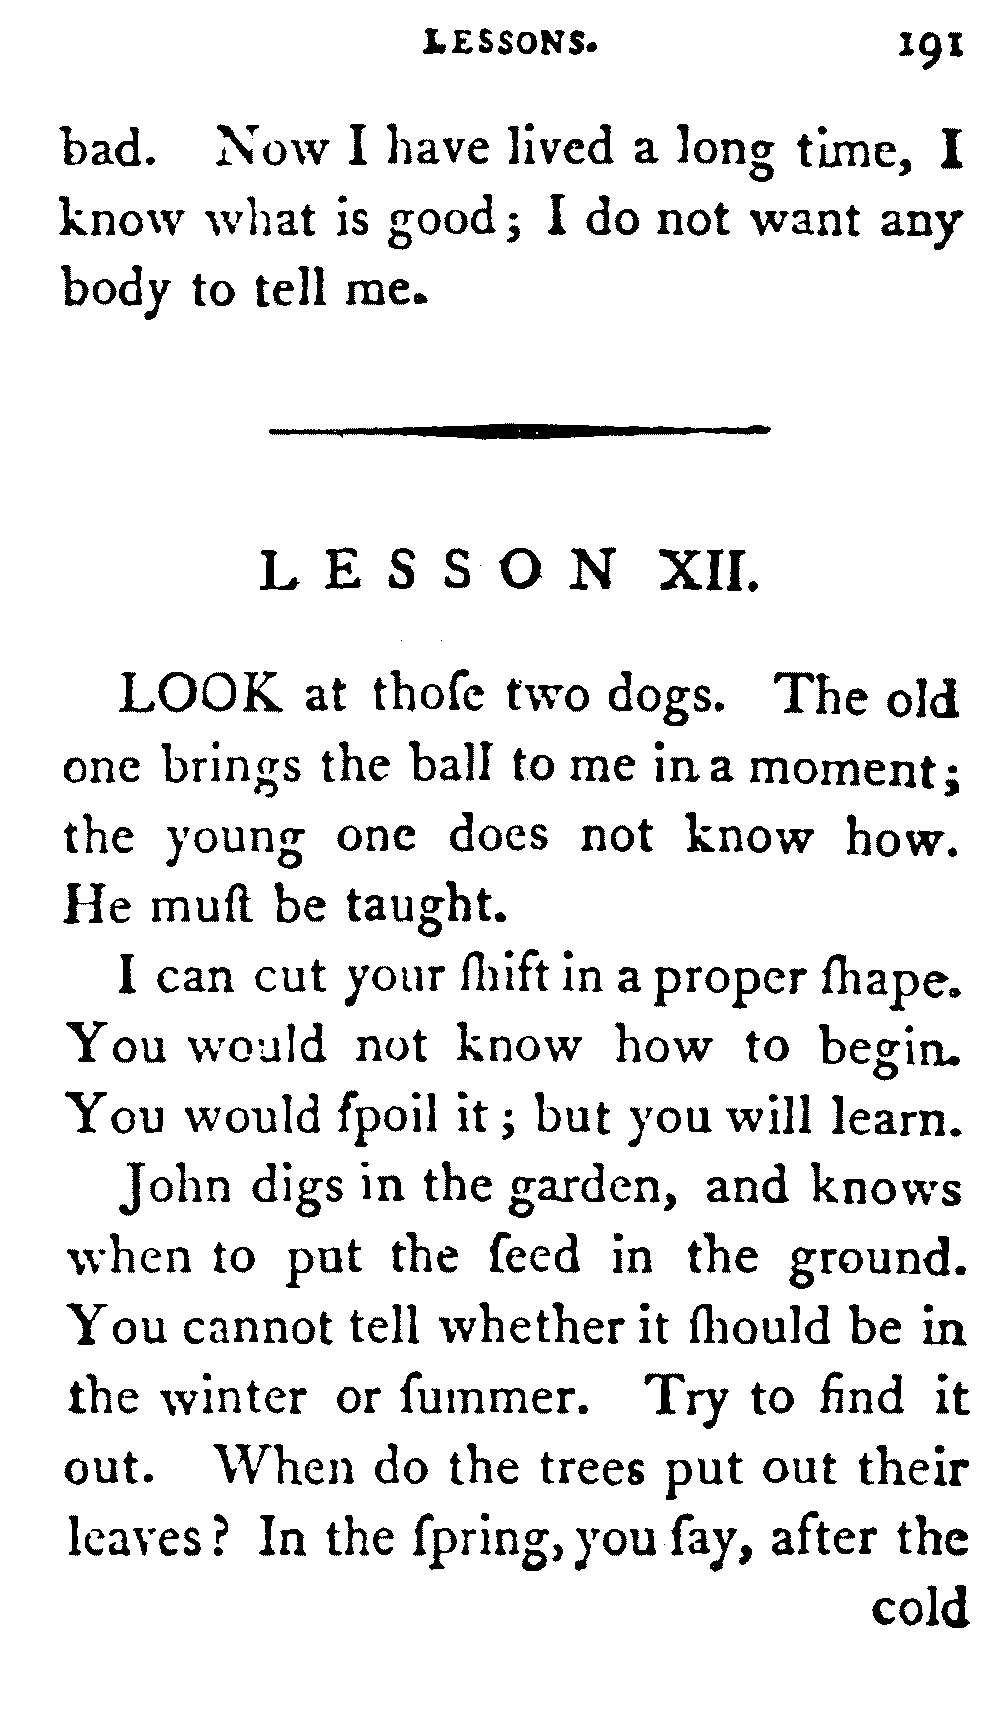 LESSONS. 191
bad. Now I have lived a long time, I
know what is good; I do not want any
body to tell me.
LESSON XII.
LOOK at thoſe two dogs. The old
one brings the ball to me in a moment;
the young one does not know how.
He muſt be taught.
I can cut your ſhift in a proper ſhape.
You would not know how to begin.
You would ſpoil it; but you will learn.
John digs in the garden, and knows
when to put the ſeed in the ground.
You cannot tell whether it ſhould be in
the winter or ſummer. Try to find it
out. When do the trees put out their
leaves? In the ſpring, you ſay, after the
cold